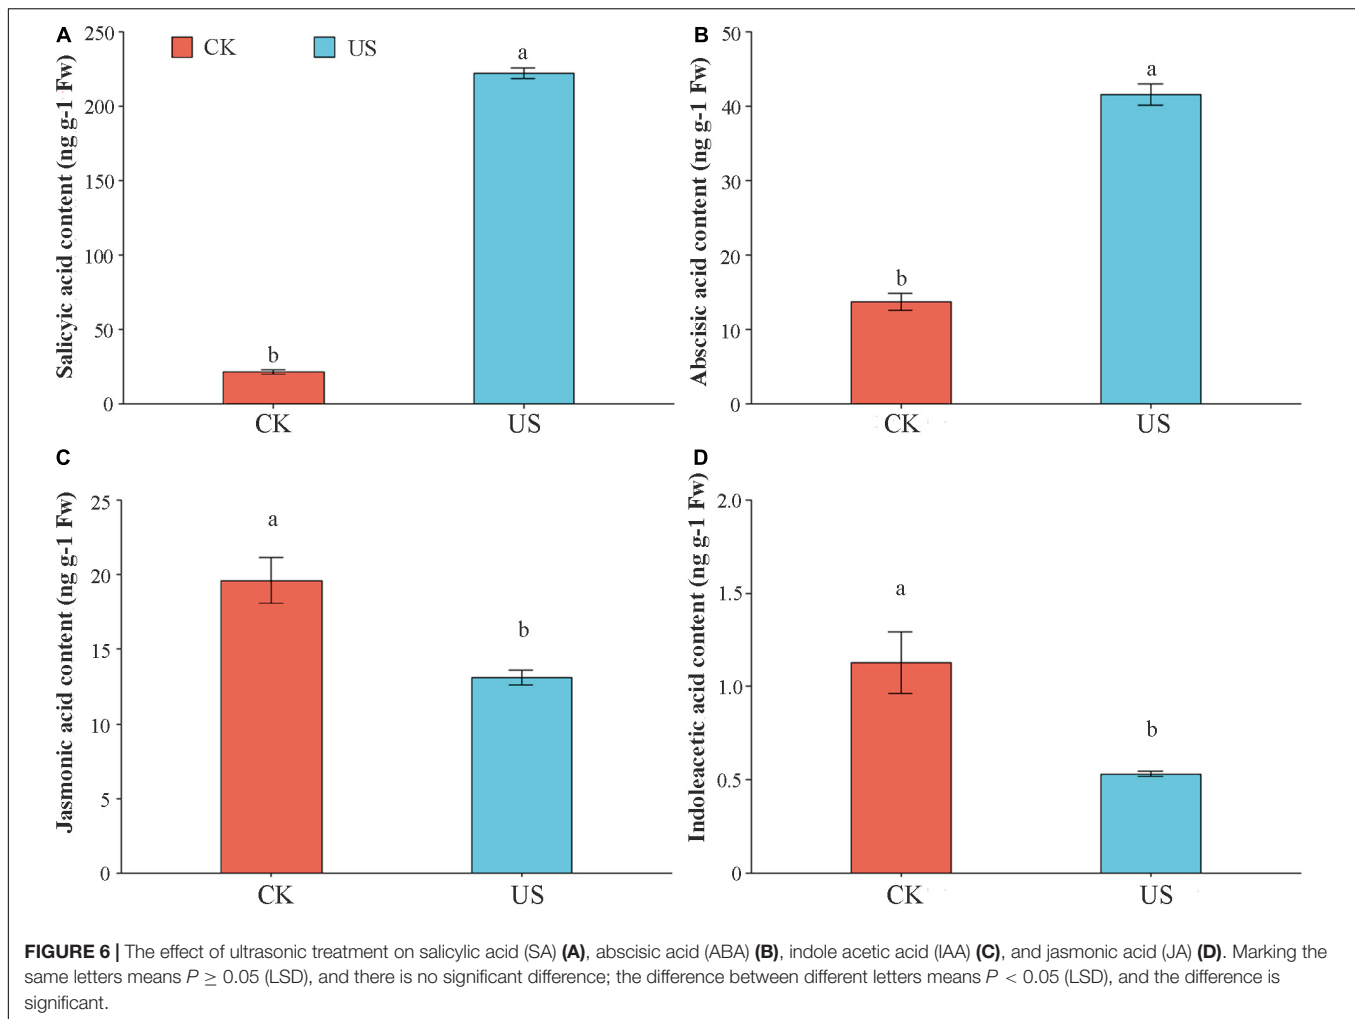 A
CK
US
Salicyic acid content (ng g-1 Fw)
250
200
150
100
50
0
a
b
CK
US
B
Abscisic acid content (ng g-1 Fw)
50
40
30
20
10
0
a
b
CK
US
C
Jasmonic acid content (ng g-1 Fw)
25
20
15
10
5
0
a
b
CK
US
D
Indoleacetic acid content (ng g-1 Fw)
2.0
1.5
1.0
0.5
0
a
b
CK
US
FIGURE 6 | The effect of ultrasonic treatment on salicylic acid (SA) (A), abscisic acid (ABA) (B), indole acetic acid (IAA) (C), and jasmonic acid (JA) (D). Marking the
same letters means P ≥ 0.05 (LSD), and there is no significant difference; the difference between different letters means P < 0.05 (LSD), and the difference is
significant.